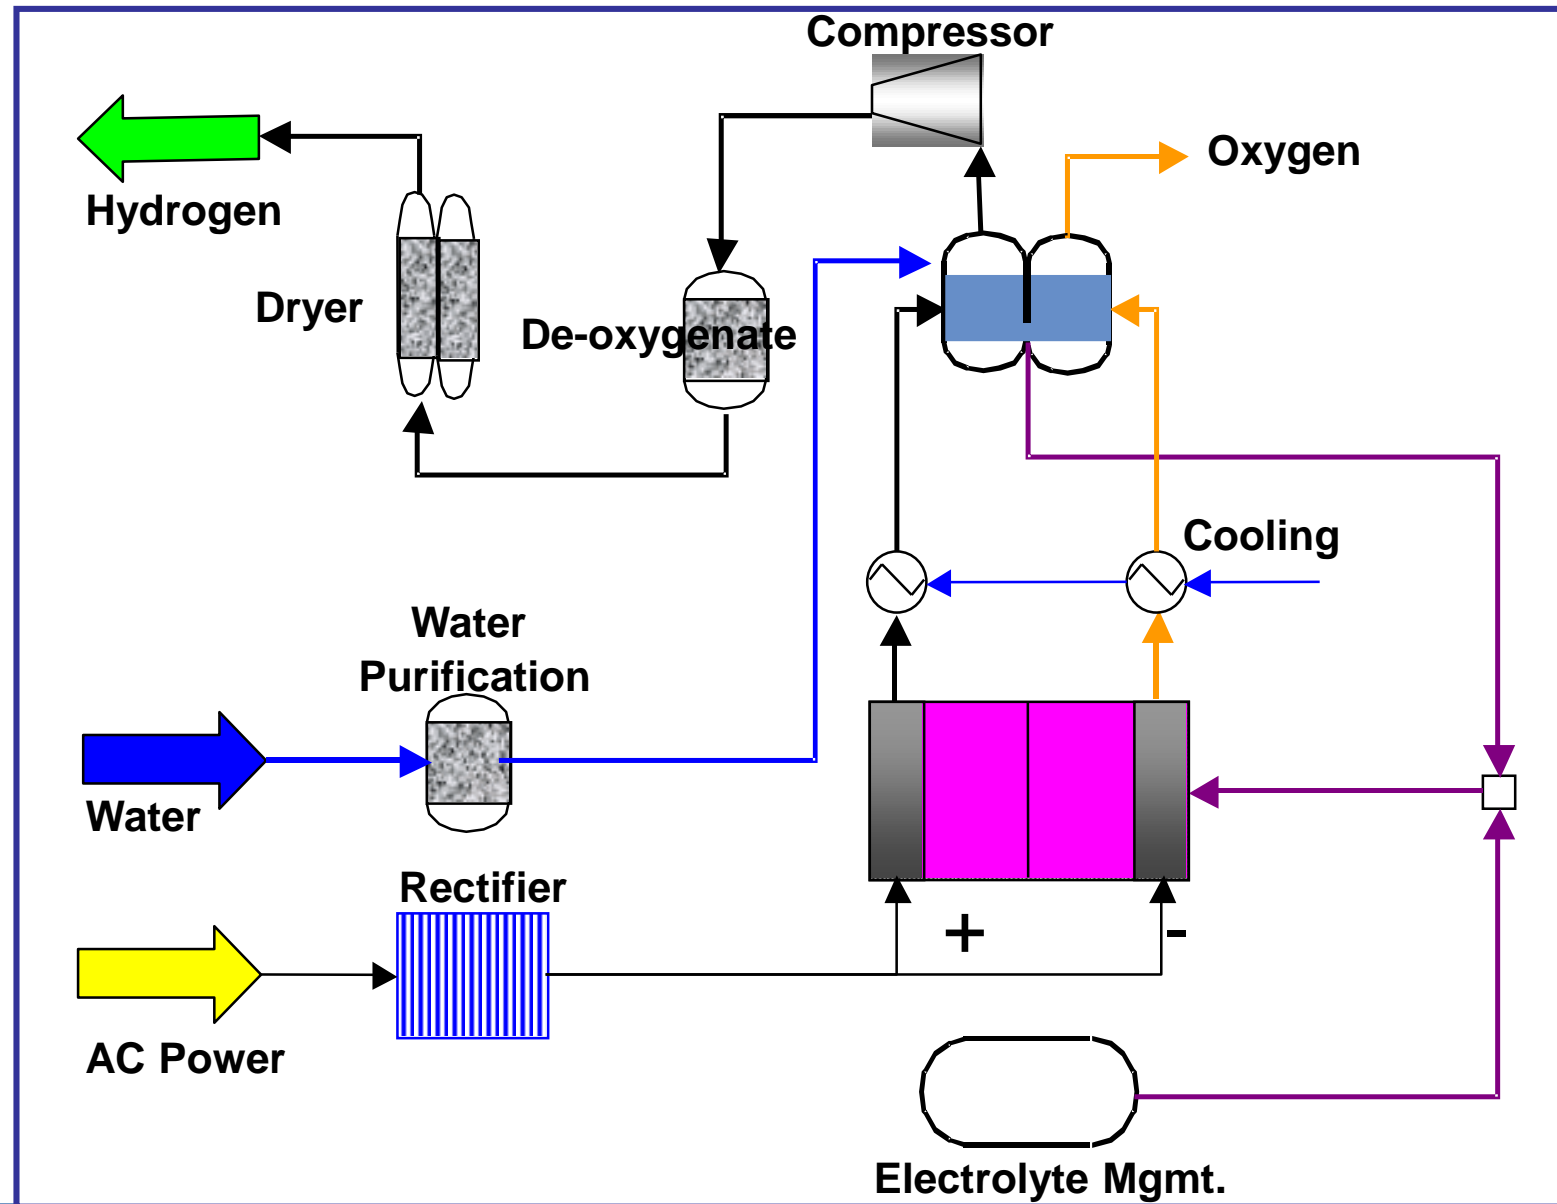 Compressor
Oxygen
Hydrogen
Dryer
De-oxygenate
Cooling
Water
Purification
Water
Rectifier
+
-
AC Power
Electrolyte Mgmt.